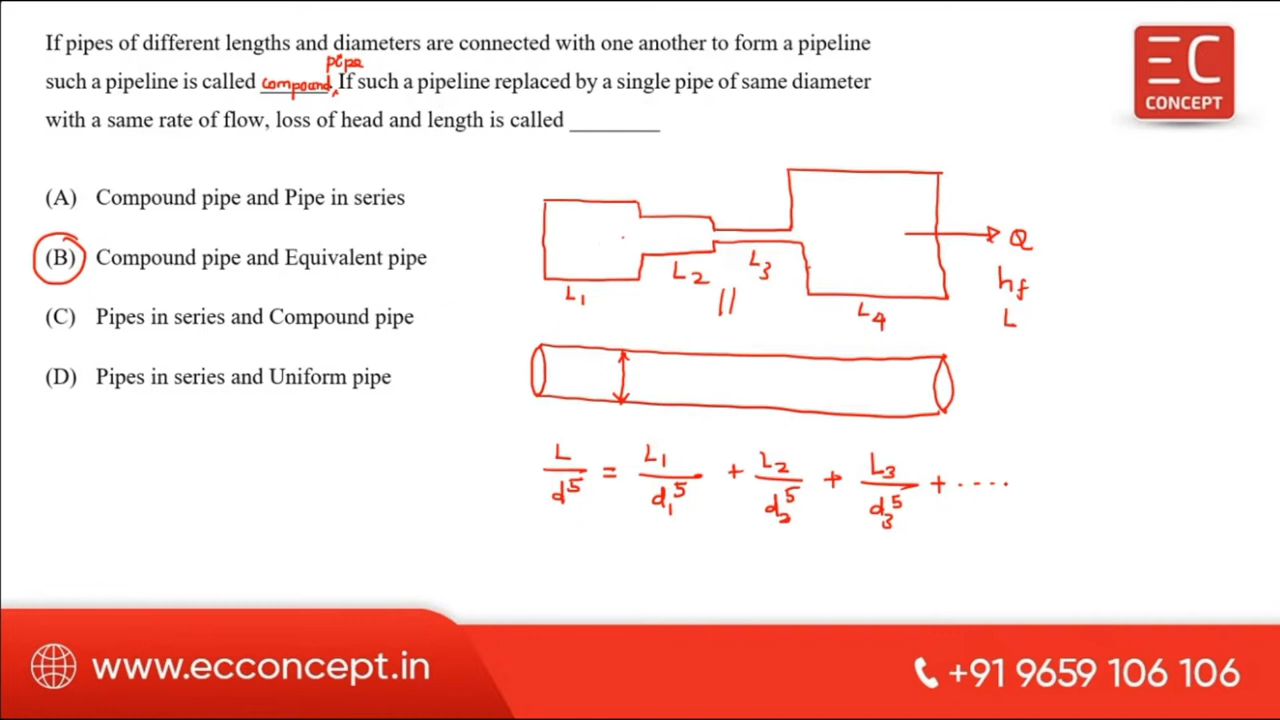 If pipes of different lengths and diameters are connected with one another to form a pipeline
pipe
such a pipeline is called compound. If such a pipeline replaced by a single pipe of same diameter
with a same rate of flow, loss of head and length is called ________
(A) Compound pipe and Pipe in series
(B) Compound pipe and Equivalent pipe
(C) Pipes in series and Compound pipe
(D) Pipes in series and Uniform pipe
EC
CONCEPT
L1 L2 L3 L4
Q
hf
L
||
L/d^5 = L1/d1^5 + L2/d2^5 + L3/d3^5 + ....
www.ecconcept.in
+91 9659 106 106